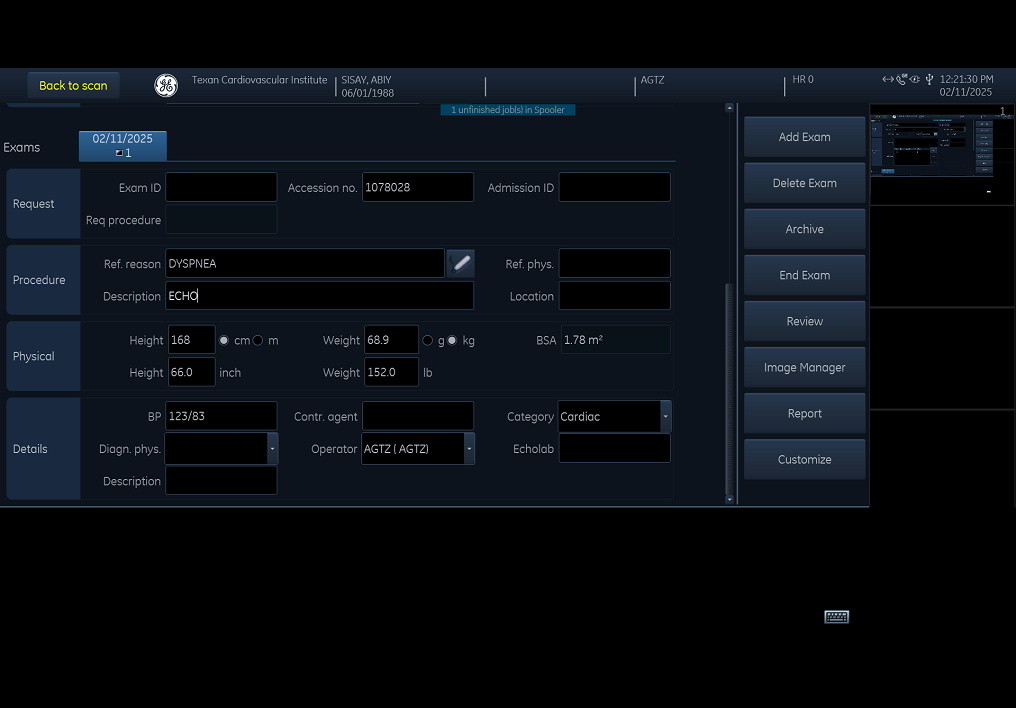 Back to scan
Texan Cardiovascular Institute
SISAY, ABIY
06/01/1988
AGTZ
HR 0
12:21:30 PM
02/11/2025
1 unfinished job(s) in Spooler
1
Exams
02/11/2025
1
Request
Exam ID
Accession no. 1078028
Admission ID
Req procedure
Procedure
Ref. reason DYSPNEA
Ref. phys.
Description ECHO
Location
Physical
Height 168 cm m
Weight 68.9 g kg
BSA 1.78 m²
Height 66.0 inch
Weight 152.0 lb
Details
BP 123/83
Contr. agent
Category Cardiac
Diagn. phys.
Operator AGTZ ( AGTZ)
Echolab
Description
Add Exam
Delete Exam
Archive
End Exam
Review
Image Manager
Report
Customize